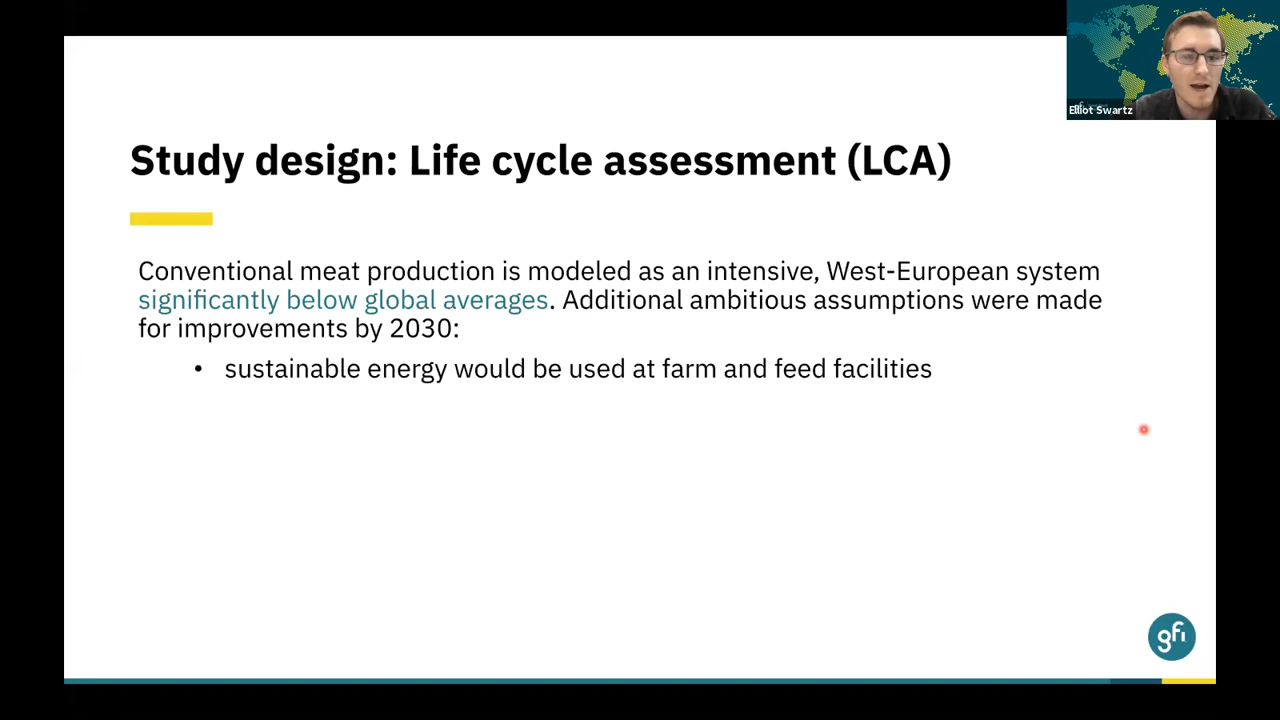 Elliot Swartz
Study design: Life cycle assessment (LCA)
Conventional meat production is modeled as an intensive, West-European system
significantly below global averages. Additional ambitious assumptions were made
for improvements by 2030:
• sustainable energy would be used at farm and feed facilities
gfi